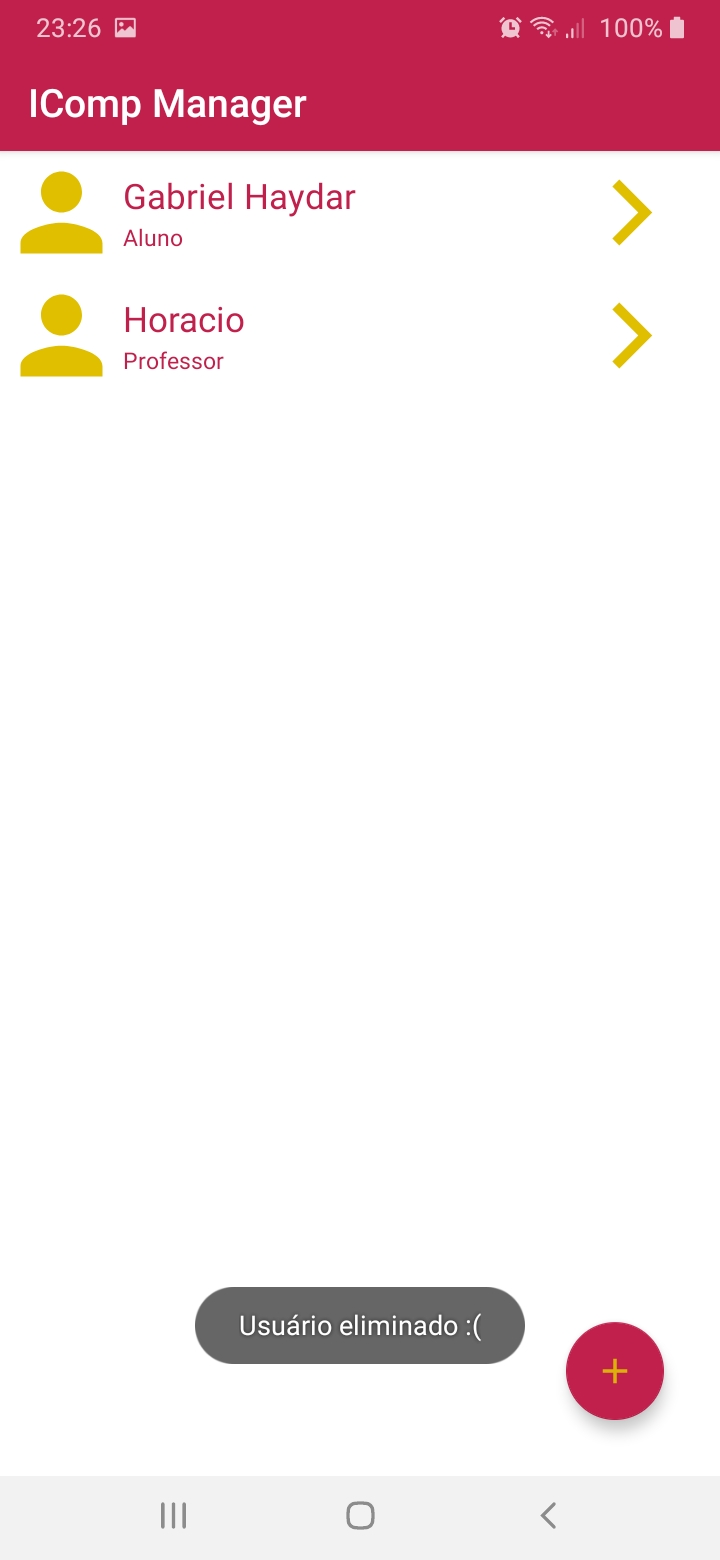 23:26
100%
IComp Manager
Gabriel Haydar
Aluno
Horacio
Professor
Usuário eliminado :(
+